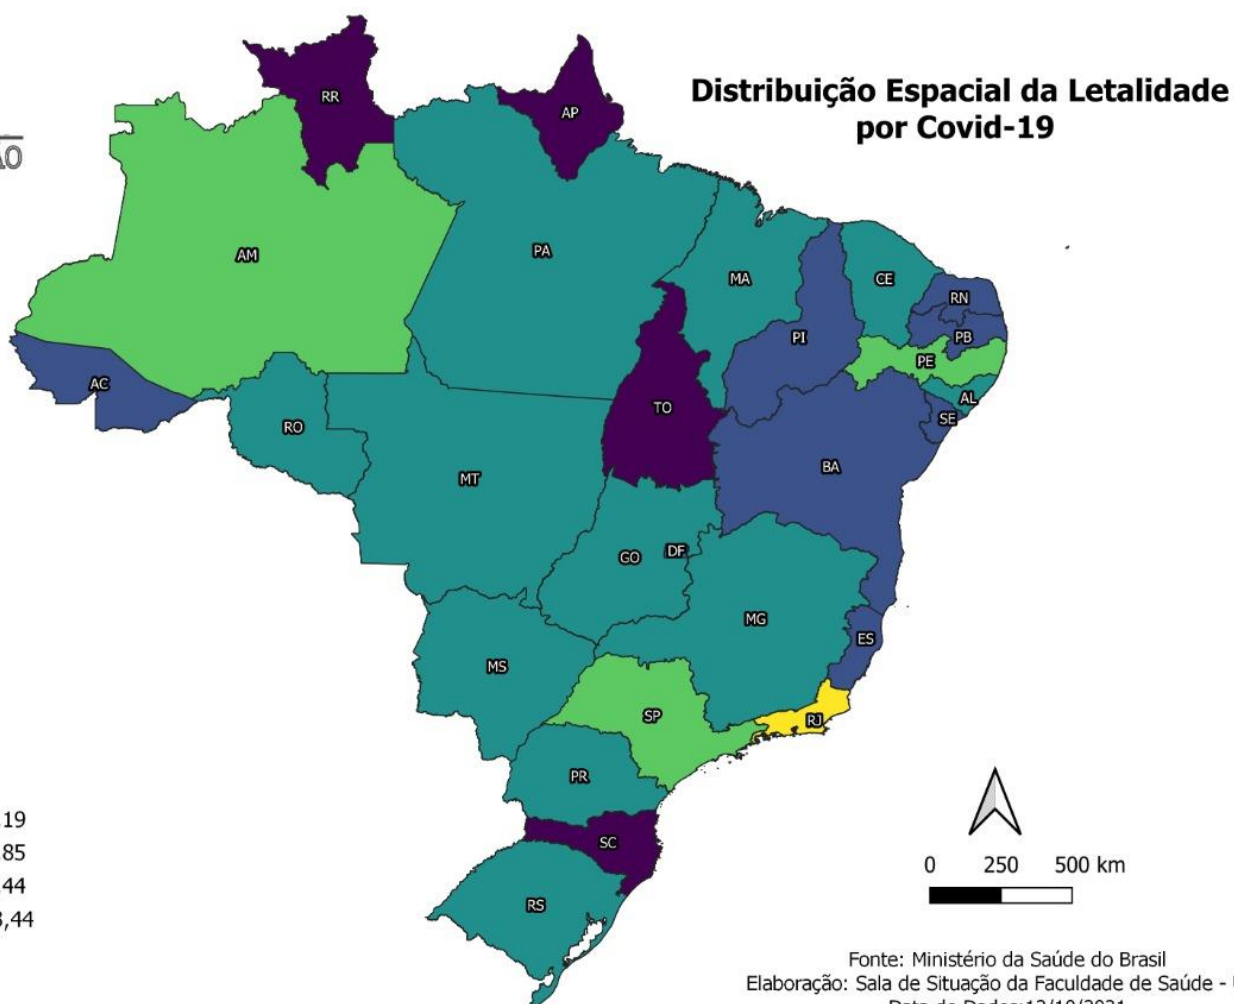 Distribuição Espacial da Letalidade
por Covid-19
RR
AP
AM
PA
MA
CE
RN
PB
PI
PE
AC
AL
TO
SE
RO
BA
MT
GO
DF
MG
ES
MS
SP
RJ
PR
SC
RS
19
85
44
3,44
0 250 500 km
Fonte: Ministério da Saúde do Brasil
Elaboração: Sala de Situação da Faculdade de Saúde -